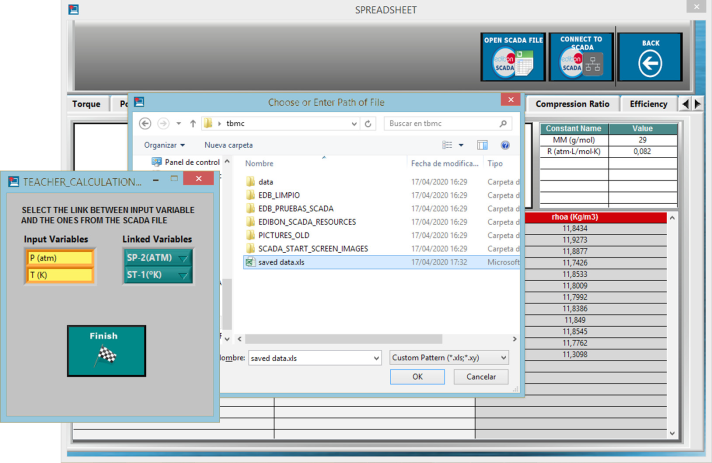 SPREADSHEET
OPEN SCADA FILE
SCADA
CONNECT TO
SCADA
SCADA
BACK
Torque
Compression Ratio
Efficiency
Choose or Enter Path of File
tbmc
Buscar en tbmc
Organizar
Nueva carpeta
Panel de control
Nombre
Fecha de modifica...
Tipo
data 17/04/2020 16:29 Carpeta d
EDB_LIMPIO 17/04/2020 16:29 Carpeta d
EDB_PRUEBAS_SCADA 17/04/2020 16:29 Carpeta d
EDIBON_SCADA_RESOURCES 17/04/2020 16:29 Carpeta d
PICTURES_OLD 17/04/2020 16:29 Carpeta d
SCADA_START_SCREEN_IMAGES 17/04/2020 16:29 Carpeta d
saved data.xls 17/04/2020 17:32 Microsoft
ombre: saved data.xls
Custom Pattern (*.xls;*.xy)
OK
Cancelar
Constant Name Value
MM (g/mol) 29
R (atm·L/mol·K) 0,082
rhoa (Kg/m3)
11,8434
11,9273
11,8877
11,7426
11,8533
11,8009
11,7992
11,8386
11,849
11,8545
11,7762
11,3098
TEACHER_CALCULATION...
SELECT THE LINK BETWEEN INPUT VARIABLE
AND THE ONES FROM THE SCADA FILE
Input Variables Linked Variables
P (atm) SP-2(ATM)
T (K) ST-1(ºK)
Finish